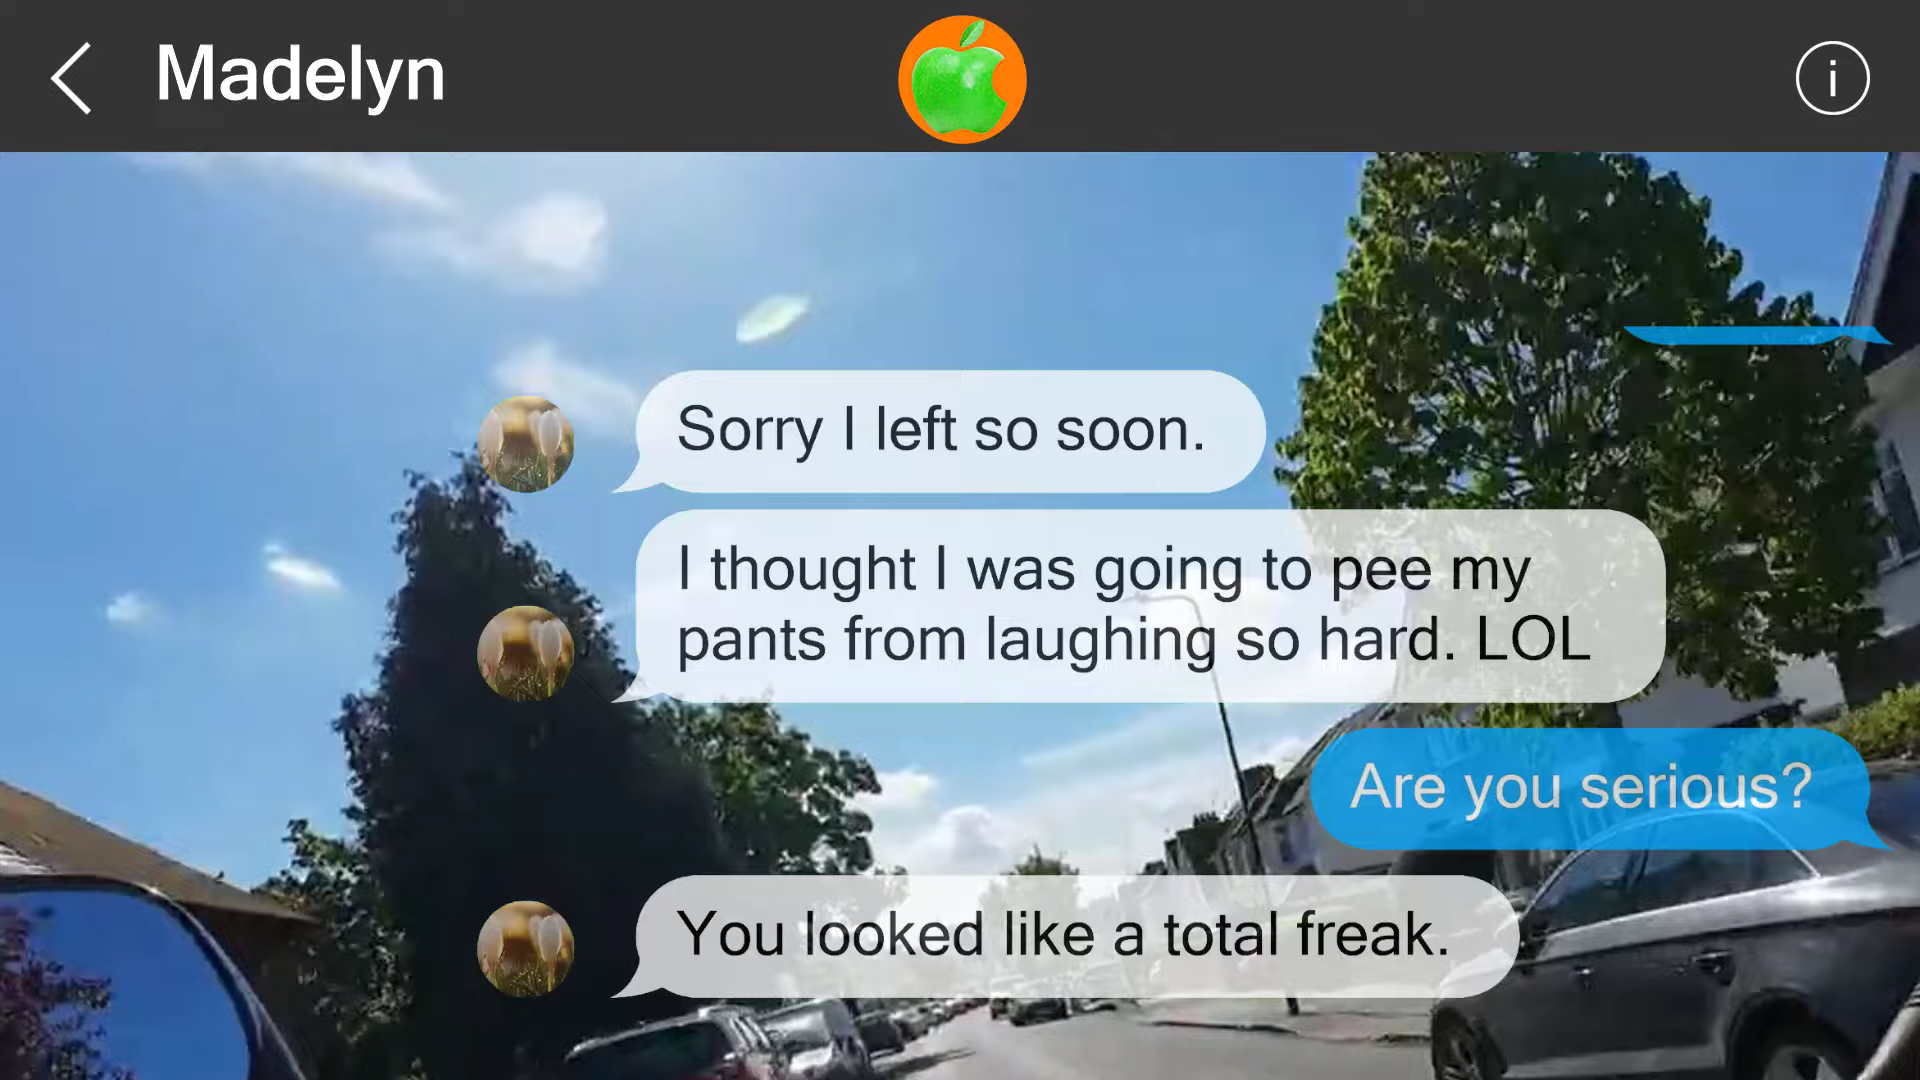 Madelyn
Sorry I left so soon.
I thought I was going to pee my
pants from laughing so hard. LOL
Are you serious?
You looked like a total freak.